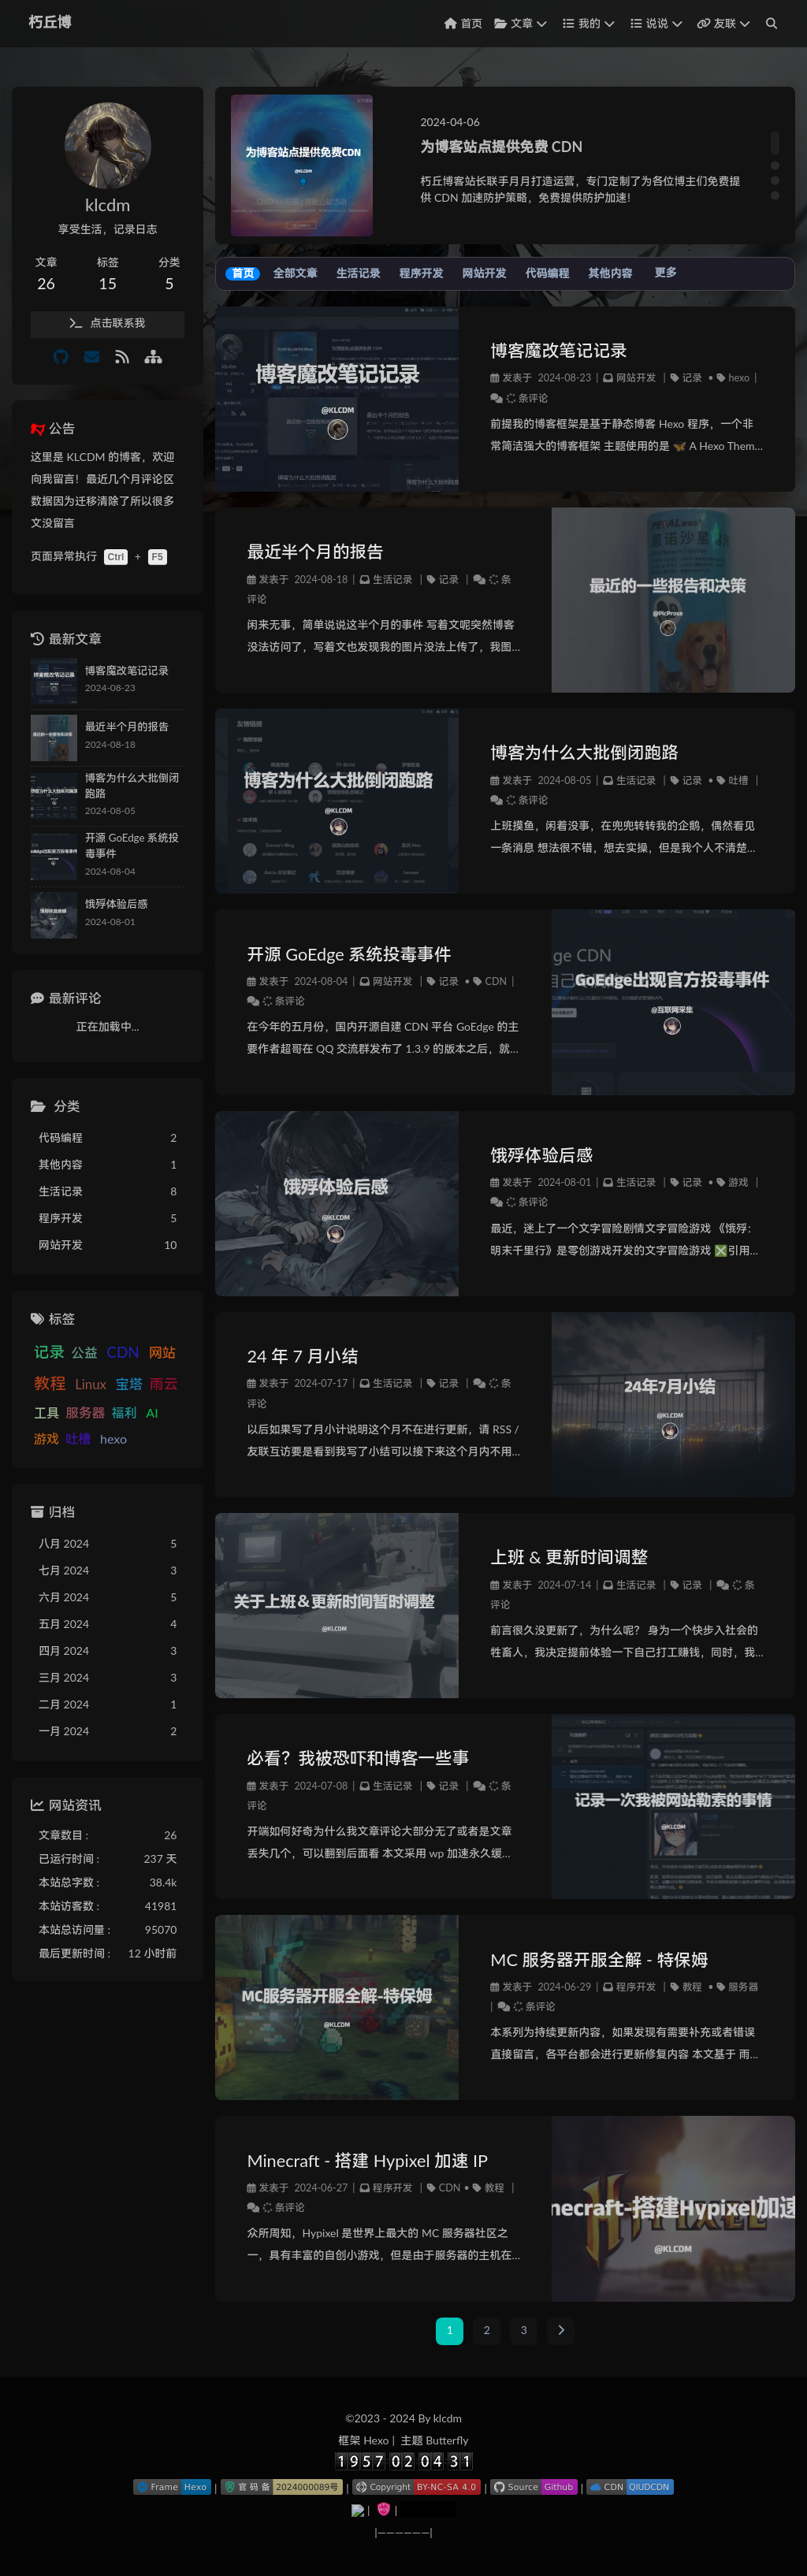 朽丘博
首页 文章 我的 说说 友联
klcdm
享受生活，记录日志
文章 标签 分类
26 15 5
点击联系我
公告
这里是 KLCDM 的博客，欢迎
向我留言！最近几个月评论区
数据因为迁移清除了所以很多
文没留言
页面异常执行 Ctrl + F5
最新文章
博客魔改笔记记录
2024-08-23
最近半个月的报告
2024-08-18
博客为什么大批倒闭
跑路
2024-08-05
开源 GoEdge 系统投
毒事件
2024-08-04
饿殍体验后感
2024-08-01
最新评论
正在加载中...
分类
代码编程 2
其他内容 1
生活记录 8
程序开发 5
网站开发 10
标签
记录 公益 CDN 网站
教程 Linux 宝塔 雨云
工具 服务器 福利 AI
游戏 吐槽 hexo
归档
八月 2024 5
七月 2024 3
六月 2024 5
五月 2024 4
四月 2024 3
三月 2024 3
二月 2024 1
一月 2024 2
网站资讯
文章数目 : 26
已运行时间 : 237 天
本站总字数 : 38.4k
本站访客数 : 41981
本站总访问量 : 95070
最后更新时间 : 12 小时前
为博客站点提供免费CDN
@KLCDM
2024-04-06
为博客站点提供免费 CDN
朽丘博客站长联手月月打造运营，专门定制了为各位博主们免费提
供 CDN 加速防护策略，免费提供防护加速！
首页 全部文章 生活记录 程序开发 网站开发 代码编程 其他内容 更多
博客魔改笔记记录
@KLCDM
博客魔改笔记记录
发表于 2024-08-23 | 网站开发 | 记录 • hexo |
条评论
前提我的博客框架是基于静态博客 Hexo 程序，一个非
常简洁强大的博客框架 主题使用的是 🦋 A Hexo Them...
最近半个月的报告
发表于 2024-08-18 | 生活记录 | 记录 | 条
评论
闲来无事，简单说说这半个月的事件 写着文呢突然博客
没法访问了，写着文也发现我的图片没法上传了，我图...
最近的一些报告和决策
@PicProse
博客为什么大批倒闭跑路
@KLCDM
博客为什么大批倒闭跑路
发表于 2024-08-05 | 生活记录 | 记录 • 吐槽 |
条评论
上班摸鱼，闲着没事，在兜兜转转我的企鹅，偶然看见
一条消息 想法很不错，想去实操，但是我个人不清楚...
开源 GoEdge 系统投毒事件
发表于 2024-08-04 | 网站开发 | 记录 • CDN |
条评论
在今年的五月份，国内开源自建 CDN 平台 GoEdge 的主
要作者超哥在 QQ 交流群发布了 1.3.9 的版本之后，就...
GoEdge出现官方投毒事件
@互联网采集
饿殍体验后感
@KLCDM
饿殍体验后感
发表于 2024-08-01 | 生活记录 | 记录 • 游戏 |
条评论
最近，迷上了一个文字冒险剧情文字冒险游戏 《饿殍：
明末千里行》是零创游戏开发的文字冒险游戏 ❎引用...
24 年 7 月小结
发表于 2024-07-17 | 生活记录 | 记录 | 条
评论
以后如果写了月小计说明这个月不在进行更新，请 RSS /
友联互访要是看到我写了小结可以接下来这个月内不用...
24年7月小结
@KLCDM
关于上班＆更新时间暂时调整
@KLCDM
上班 & 更新时间调整
发表于 2024-07-14 | 生活记录 | 记录 | 条
评论
前言很久没更新了，为什么呢？ 身为一个快步入社会的
牲畜人，我决定提前体验一下自己打工赚钱，同时，我...
必看？我被恐吓和博客一些事
发表于 2024-07-08 | 生活记录 | 记录 | 条
评论
开端如何好奇为什么我文章评论大部分无了或者是文章
丢失几个，可以翻到后面看 本文采用 wp 加速永久缓...
记录一次我被网站勒索的事情
@KLCDM
MC服务器开服全解-特保姆
@KLCDM
MC 服务器开服全解 - 特保姆
发表于 2024-06-29 | 程序开发 | 教程 • 服务器
| 条评论
本系列为持续更新内容，如果发现有需要补充或者错误
直接留言，各平台都会进行更新修复内容 本文基于 雨...
Minecraft - 搭建 Hypixel 加速 IP
发表于 2024-06-27 | 程序开发 | CDN • 教程 |
条评论
众所周知，Hypixel 是世界上最大的 MC 服务器社区之
一，具有丰富的自创小游戏，但是由于服务器的主机在...
necraft-搭建Hypixel加速
@KLCDM
1 2 3
©2023 - 2024 By klcdm
框架 Hexo | 主题 Butterfly
1957 02 04 31
Frame Hexo | 官 码 备 2024000089号 | Copyright BY-NC-SA 4.0 | Source Github | CDN QIUDCDN
| |
|——————|